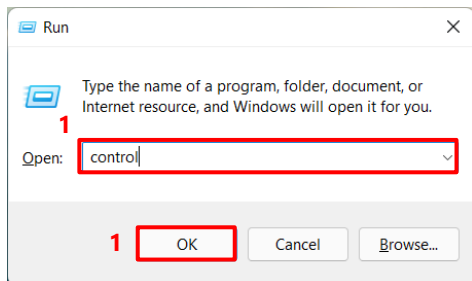 Run
Type the name of a program, folder, document, or
Internet resource, and Windows will open it for you.
1
Open: control
1 OK Cancel Browse...